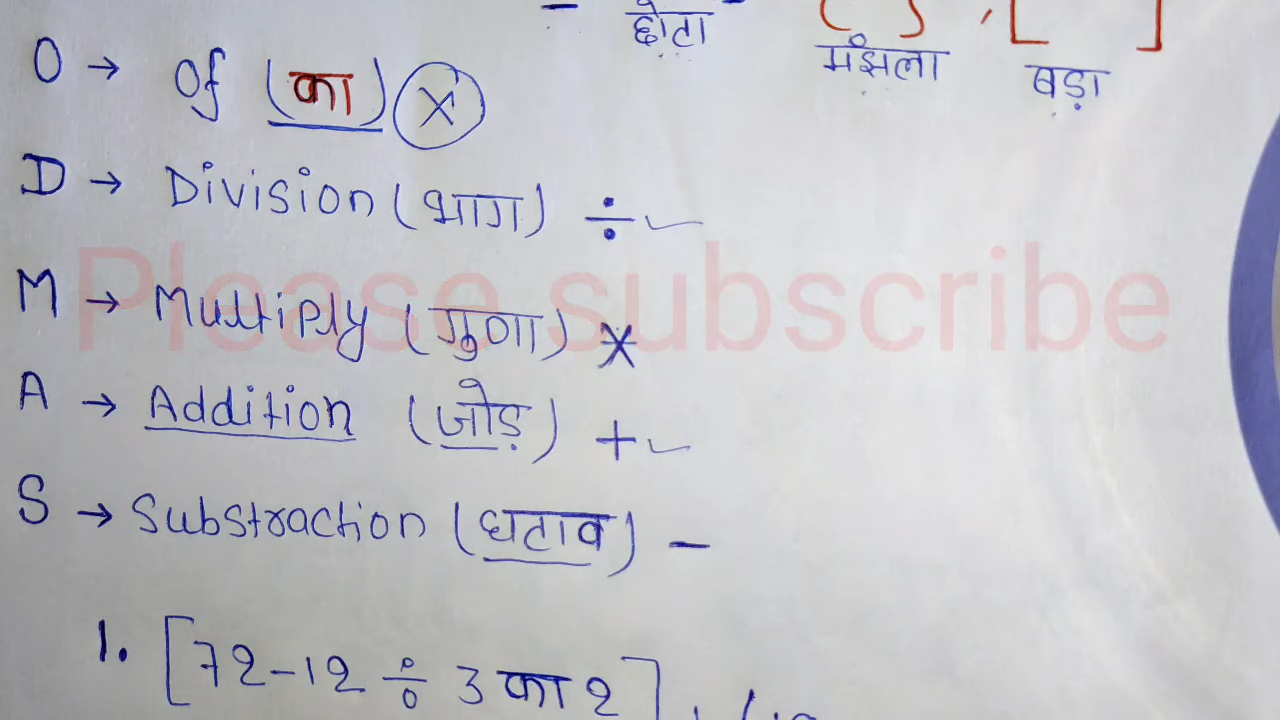 छोटा मंझला बड़ा
O → Of (का) ×
D → Division (भाग) ÷
M → Multiply (गुणा) ×
A → Addition (जोड़) +
S → Substraction (घटाव) -
Please subscribe
1. [72-12 ÷ 3 का 2]